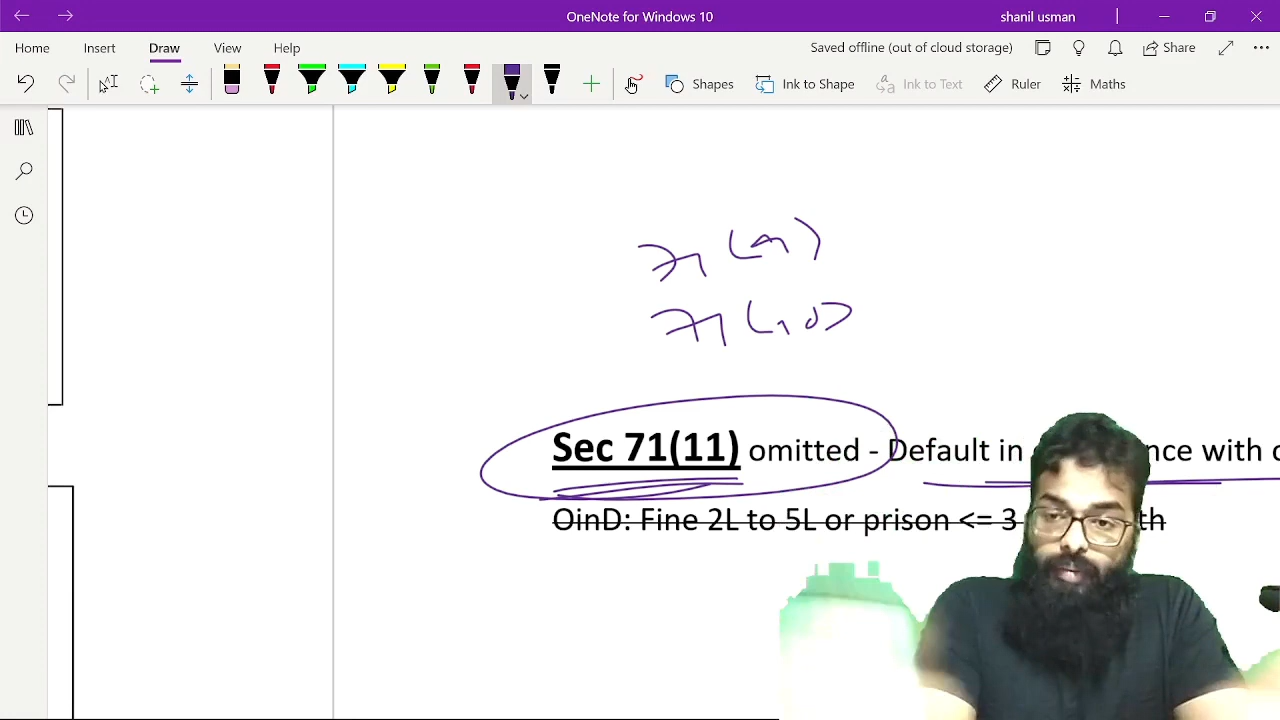 OneNote for Windows 10
shanil usman
Home Insert Draw View Help
Saved offline (out of cloud storage)
Share
Shapes Ink to Shape Ink to Text Ruler Maths
71(9)
71(10)
Sec 71(11) omitted - Default in nce with
OinD: Fine 2L to 5L or prison <= 3 th